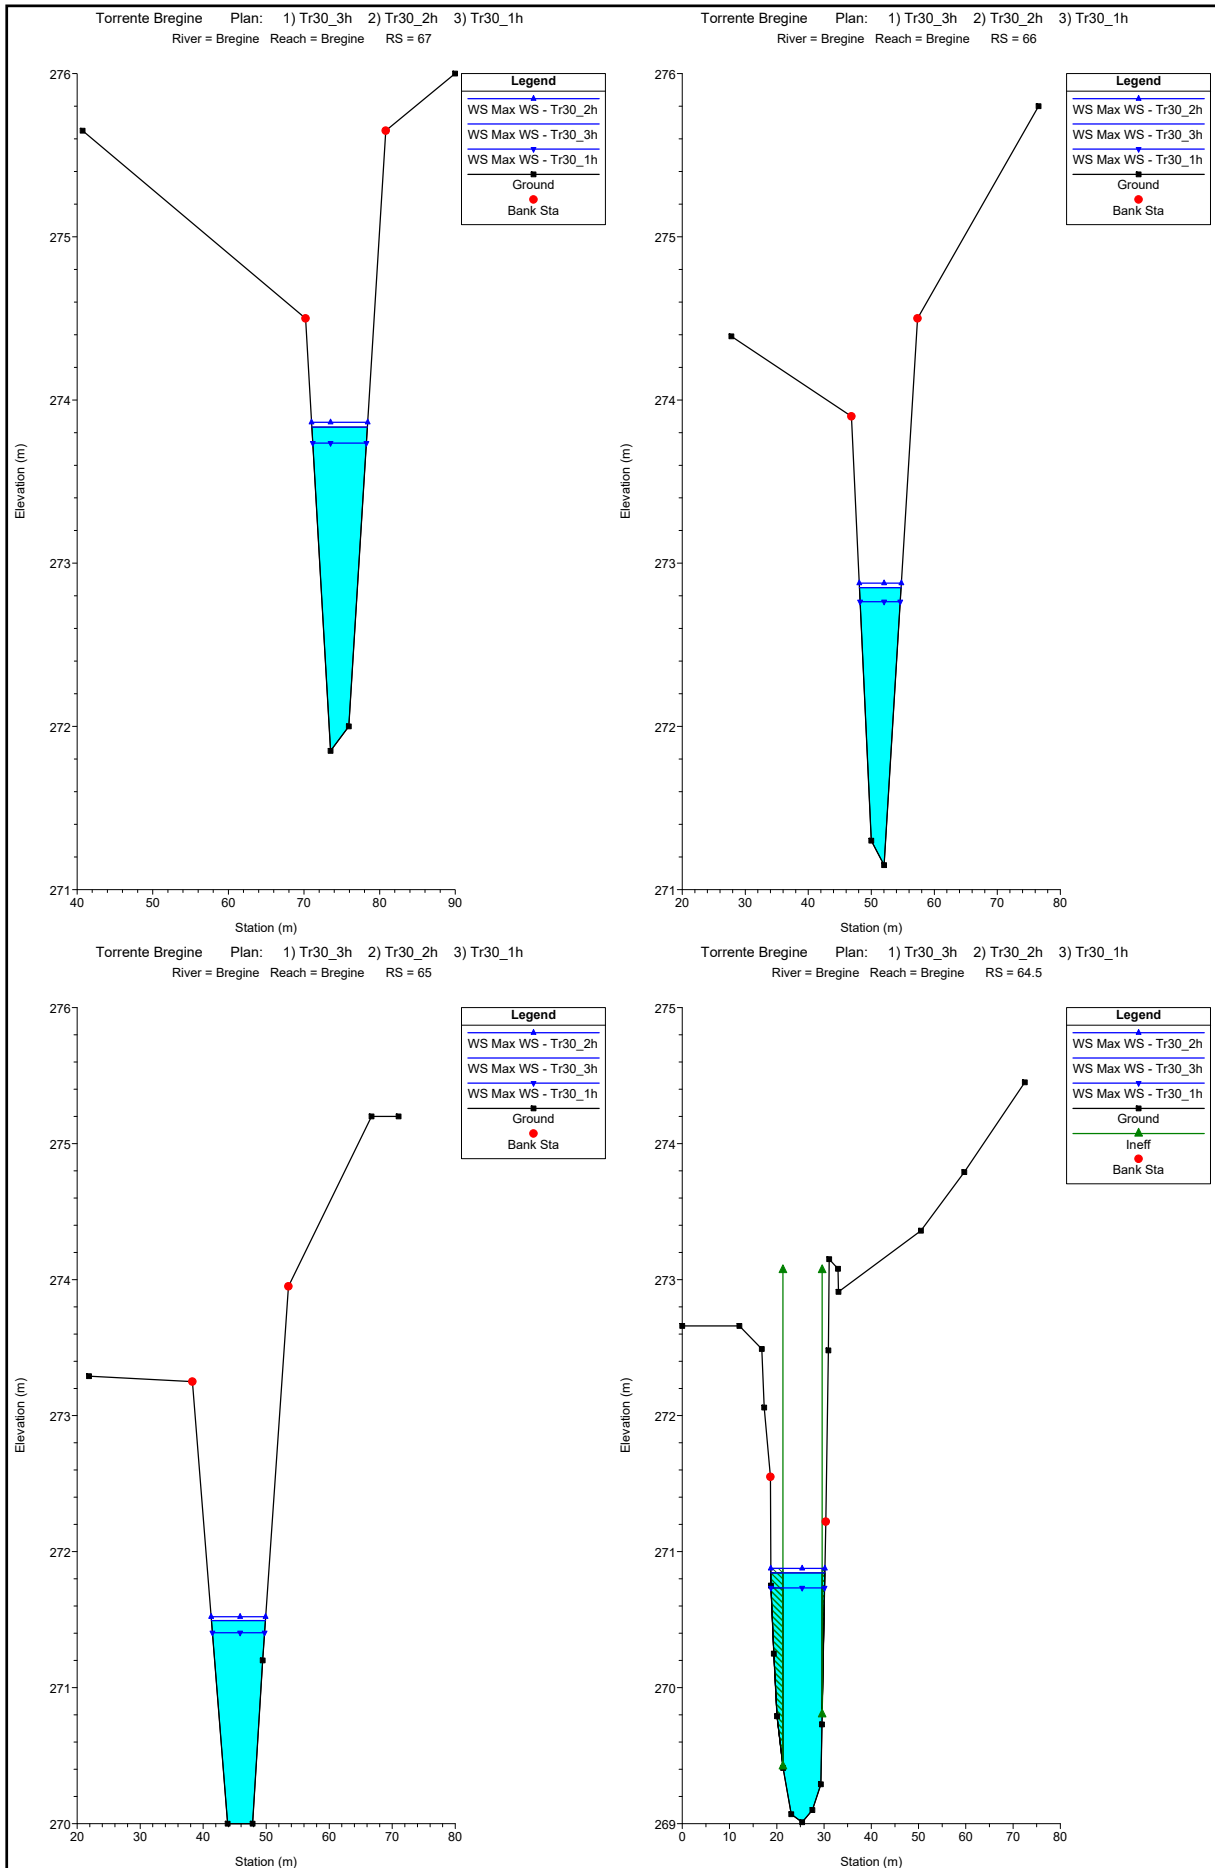 Torrente Bregine Plan: 1) Tr30_3h 2) Tr30_2h 3) Tr30_1h
River = Bregine Reach = Bregine RS = 67
Legend
WS Max WS - Tr30_2h
WS Max WS - Tr30_3h
WS Max WS - Tr30_1h
Ground
Bank Sta
276
275
274
273
272
271
Elevation (m)
40 50 60 70 80 90
Station (m)
Torrente Bregine Plan: 1) Tr30_3h 2) Tr30_2h 3) Tr30_1h
River = Bregine Reach = Bregine RS = 66
Legend
WS Max WS - Tr30_2h
WS Max WS - Tr30_3h
WS Max WS - Tr30_1h
Ground
Bank Sta
276
275
274
273
272
271
Elevation (m)
20 30 40 50 60 70 80
Station (m)
Torrente Bregine Plan: 1) Tr30_3h 2) Tr30_2h 3) Tr30_1h
River = Bregine Reach = Bregine RS = 65
Legend
WS Max WS - Tr30_2h
WS Max WS - Tr30_3h
WS Max WS - Tr30_1h
Ground
Bank Sta
276
275
274
273
272
271
270
Elevation (m)
20 30 40 50 60 70 80
Station (m)
Torrente Bregine Plan: 1) Tr30_3h 2) Tr30_2h 3) Tr30_1h
River = Bregine Reach = Bregine RS = 64.5
Legend
WS Max WS - Tr30_2h
WS Max WS - Tr30_3h
WS Max WS - Tr30_1h
Ground
Ineff
Bank Sta
275
274
273
272
271
270
269
Elevation (m)
0 10 20 30 40 50 60 70 80
Station (m)